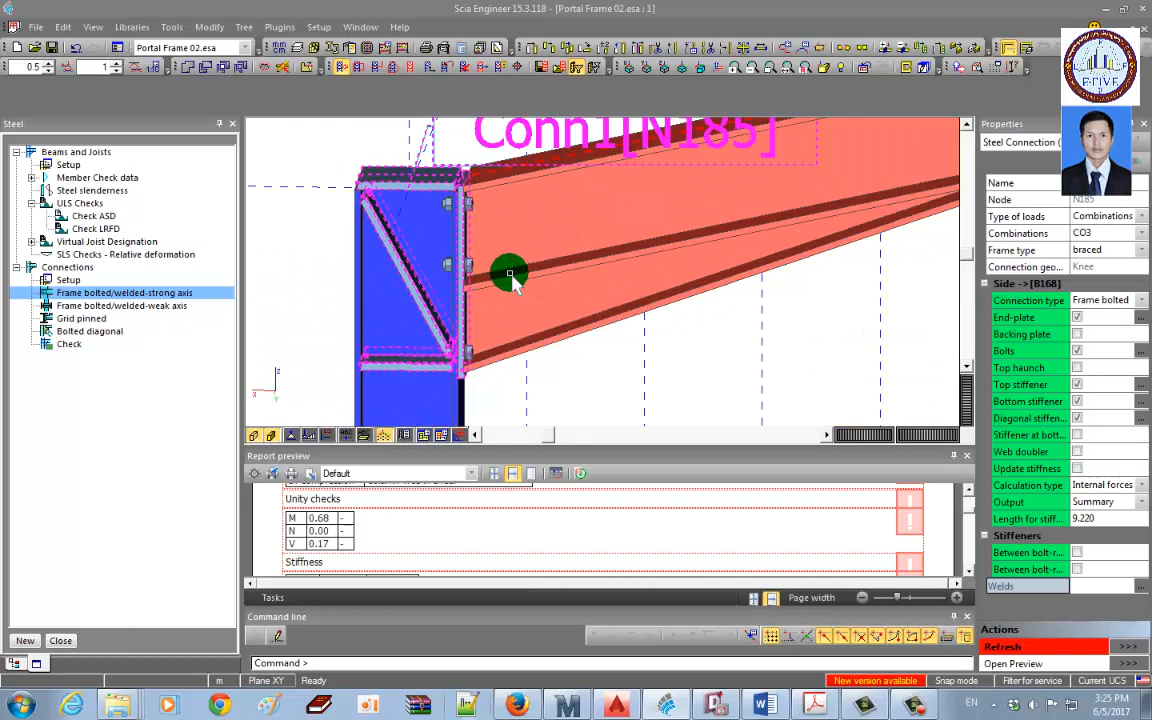 Scia Engineer 15.3.118 - [Portal Frame 02.esa : 1]
File Edit View Libraries Tools Modify Tree Plugins Setup Window Help
Portal Frame 02.esa
0.5 1
Steel
Beams and Joists
Setup
Member Check data
Steel slenderness
ULS Checks
Check ASD
Check LRFD
Virtual Joist Designation
SLS Checks - Relative deformation
Connections
Setup
Frame bolted/welded-strong axis
Frame bolted/welded-weak axis
Grid pinned
Bolted diagonal
Check
New Close
Conn1[N185]
Report preview
Default
Unity checks
M 0.68 -
N 0.00 -
V 0.17 -
Stiffness
Tasks Page width
Command line
Command >
Properties
Steel Connection (
Name
Node N185
Type of loads Combinations
Combinations CO3
Frame type braced
Connection geo... Knee
Side ->[B168]
Connection type Frame bolted
End-plate ...
Backing plate
Bolts ...
Top haunch
Top stiffener ...
Bottom stiffener ...
Diagonal stiffen... ...
Stiffener at bott...
Web doubler
Update stiffness
Calculation type Internal forces
Output Summary
Length for stiff... 9.220
Stiffeners
Between bolt-r...
Between bolt-r...
Welds ...
Actions
Refresh >>>
Open Preview >>>
m Plane XY Ready New version available Snap mode Filter for service Current UCS
EN 3:25 PM
6/5/2017